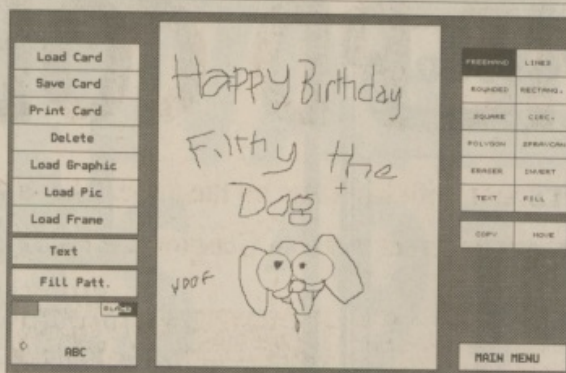 Load Card
Save Card
Print Card
Delete
Load Graphic
Load Pic
Load Frame
Text
Fill Patt.
BLACK
ABC
Happy Birthday
Filthy the
Dog
WOOF
FREEHAND LINES
ROUNDED RECTANG.
SQUARE CIRC.
POLYGON SPRAYCAN
ERASER INVERT
TEXT FILL
COPY MOVE
MAIN MENU